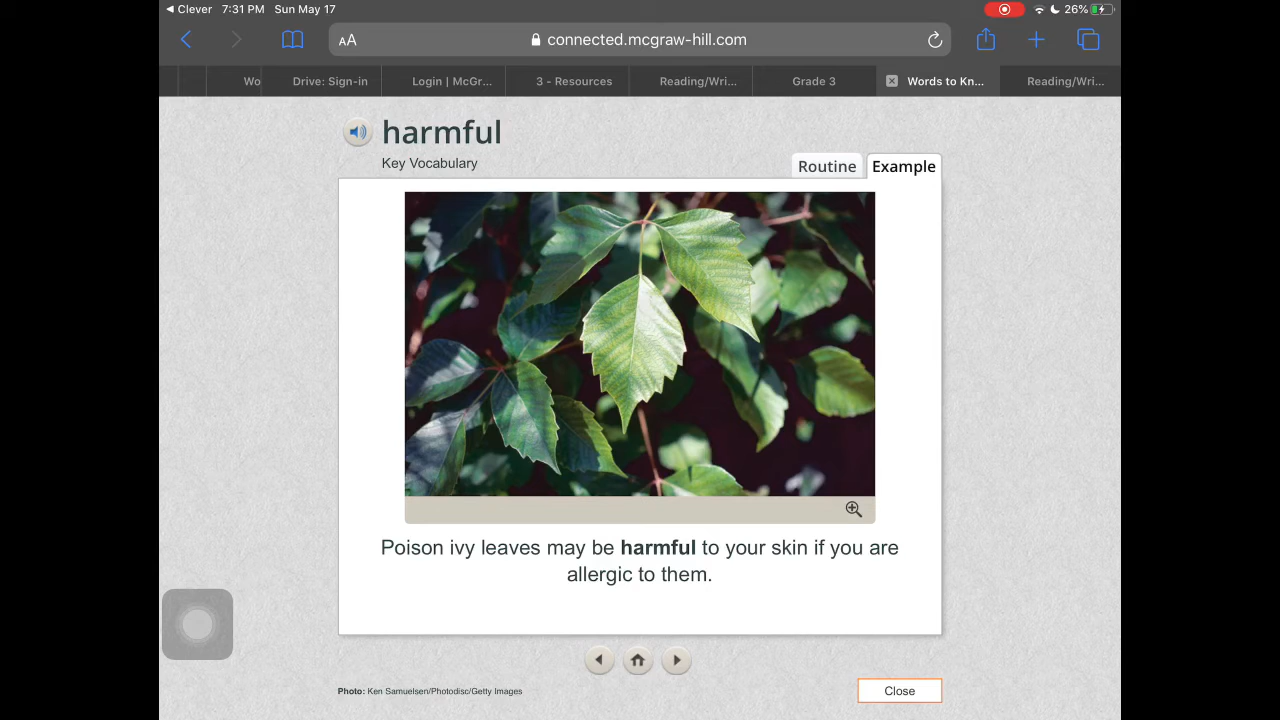 Clever 7:31 PM Sun May 17 26%
AA connected.mcgraw-hill.com
Wo Drive: Sign-in Login | McGr... 3 - Resources Reading/Wri... Grade 3 Words to Kn... Reading/Wri...
harmful
Key Vocabulary
Routine Example
Poison ivy leaves may be harmful to your skin if you are
allergic to them.
Photo: Ken Samuelsen/Photodisc/Getty Images
Close